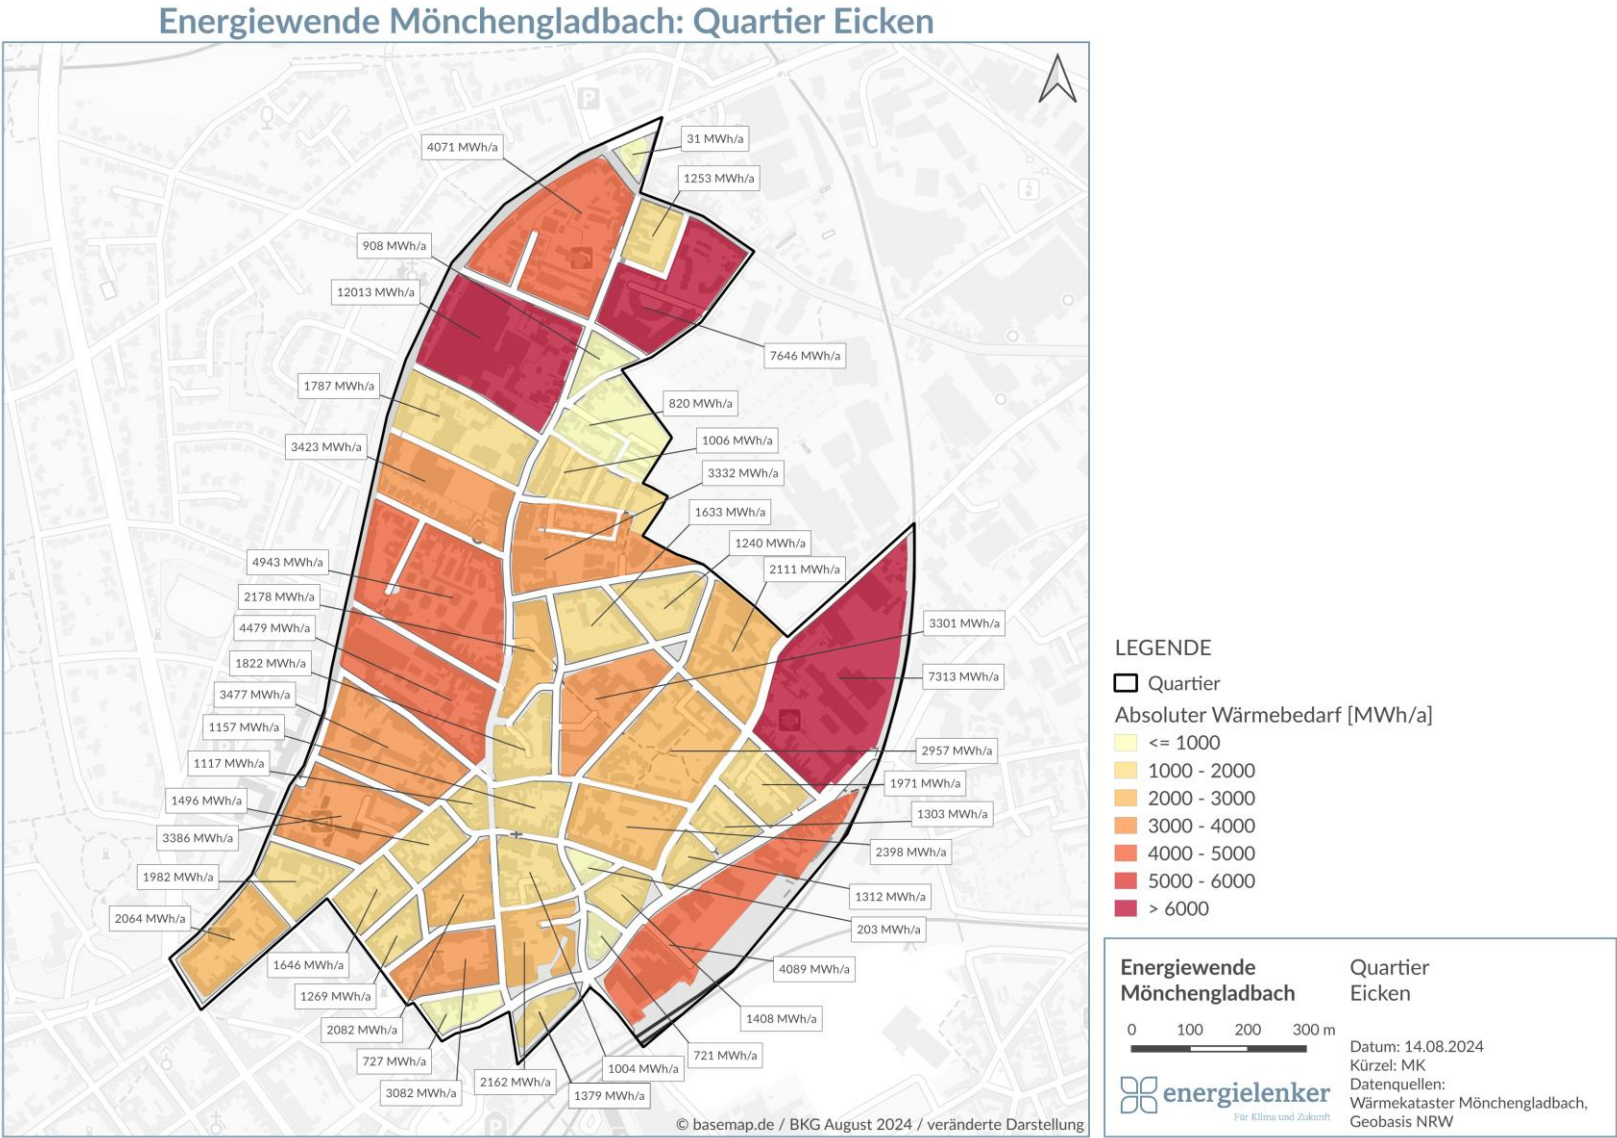 Energiewende Mönchengladbach: Quartier Eicken
P
31 MWh/a
4071 MWh/a
1253 MWh/a
908 MWh/a
12013 MWh/a
7646 MWh/a
1787 MWh/a
820 MWh/a
3423 MWh/a
1006 MWh/a
3332 MWh/a
1633 MWh/a
1240 MWh/a
4943 MWh/a
2111 MWh/a
2178 MWh/a
3301 MWh/a
4479 MWh/a
1822 MWh/a
7313 MWh/a
3477 MWh/a
1157 MWh/a
2957 MWh/a
1117 MWh/a
1971 MWh/a
1496 MWh/a
1303 MWh/a
3386 MWh/a
2398 MWh/a
1982 MWh/a
1312 MWh/a
2064 MWh/a
203 MWh/a
1646 MWh/a
4089 MWh/a
1269 MWh/a
1408 MWh/a
2082 MWh/a
727 MWh/a
721 MWh/a
1004 MWh/a
3082 MWh/a
2162 MWh/a
1379 MWh/a
P
© basemap.de / BKG August 2024 / veränderte Darstellung
LEGENDE
Quartier
Absoluter Wärmebedarf [MWh/a]
<= 1000
1000 - 2000
2000 - 3000
3000 - 4000
4000 - 5000
5000 - 6000
> 6000
Energiewende
Mönchengladbach
Quartier
Eicken
0 100 200 300 m
Datum: 14.08.2024
Kürzel: MK
Datenquellen:
Wärmekataster Mönchengladbach,
Geobasis NRW
energielenker
Für Klima und Zukunft